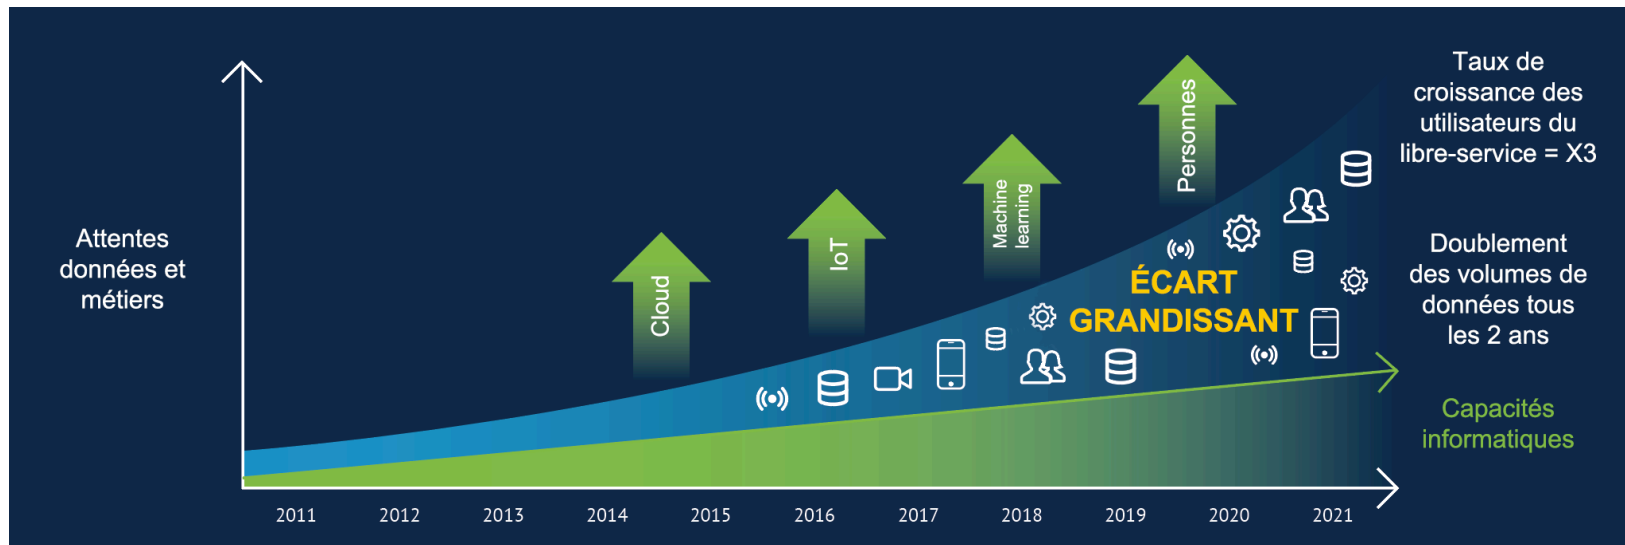 Attentes
données et
métiers
Cloud
IoT
Machine
learning
Personnes
ÉCART
GRANDISSANT
Taux de
croissance des
utilisateurs du
libre-service = X3
Doublement
des volumes de
données tous
les 2 ans
Capacités
informatiques
2011 2012 2013 2014 2015 2016 2017 2018 2019 2020 2021